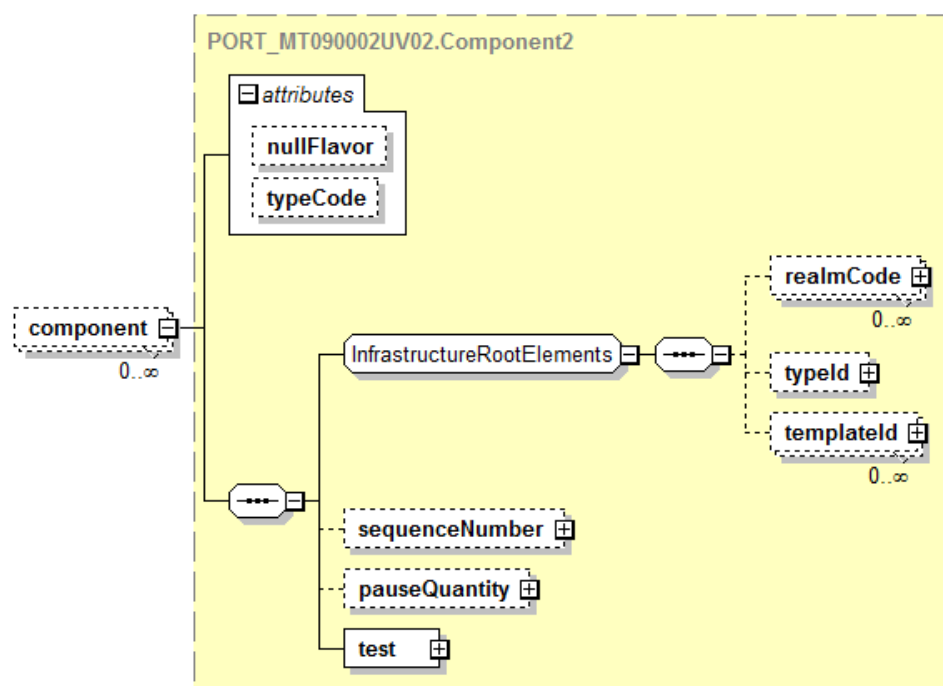 PORT_MT090002UV02.Component2
attributes
nullFlavor
typeCode
component
0..∞
InfrastructureRootElements
realmCode
0..∞
typeId
templateId
0..∞
sequenceNumber
pauseQuantity
test